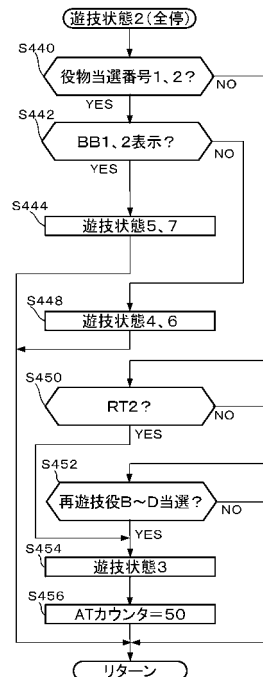 遊技状態2(全停)
S440
役物当選番号1、2?
NO
YES
S442
BB1、2表示?
NO
YES
S444
遊技状態5、7
S448
遊技状態4、6
S450
RT2?
NO
YES
S452
再遊技役B~D当選?
NO
YES
S454
遊技状態3
S456
ATカウンタ=50
リターン